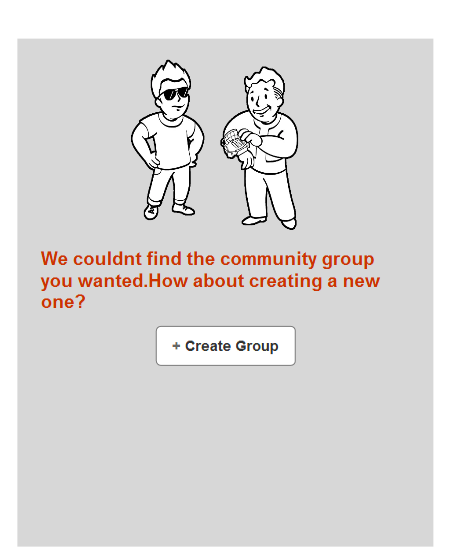 We couldnt find the community group
you wanted.How about creating a new
one?
+ Create Group